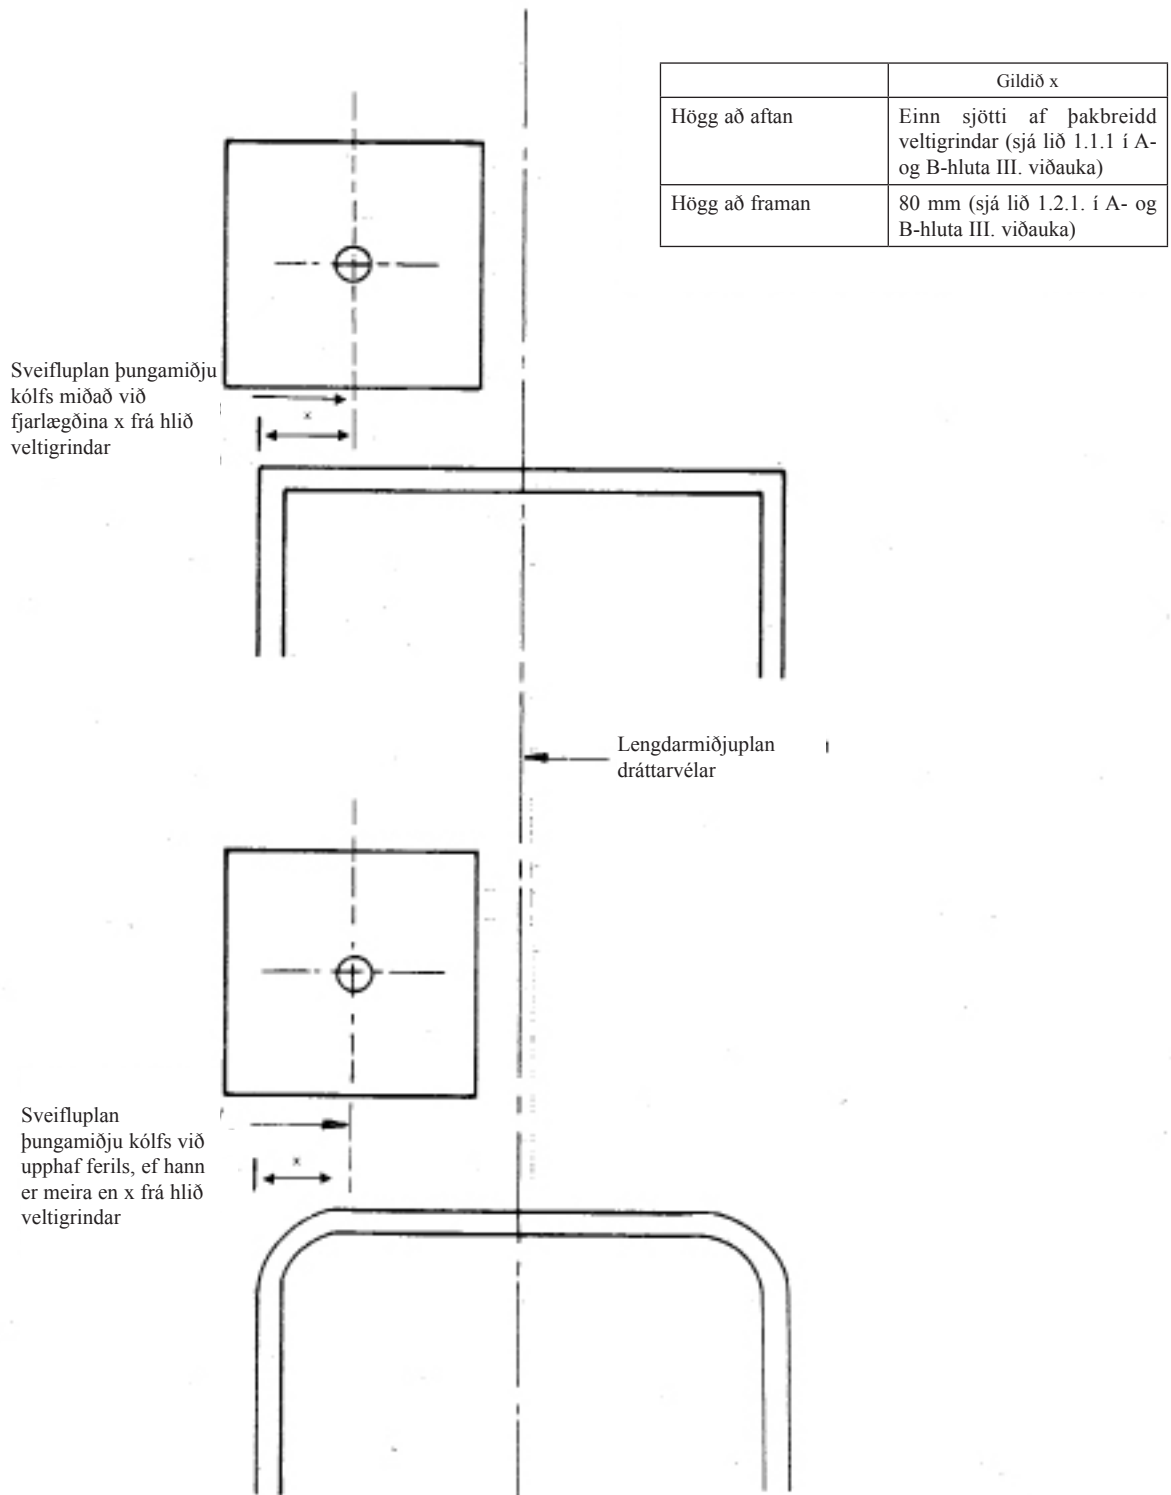 Gildið x
Högg að aftan
Einn sjötti af þakbreidd
veltigrindar (sjá lið 1.1.1 í A-
og B-hluta III. viðauka)
Högg að framan
80 mm (sjá lið 1.2.1. í A- og
B-hluta III. viðauka)
Sveifluplan þungamiðju
kólfs miðað við
fjarlægðina x frá hlið
veltigrindar
x
Lengdarmiðjuplan
dráttarvélar
Sveifluplan
þungamiðju kólfs við
upphaf ferils, ef hann
er meira en x frá hlið
veltigrindar
x